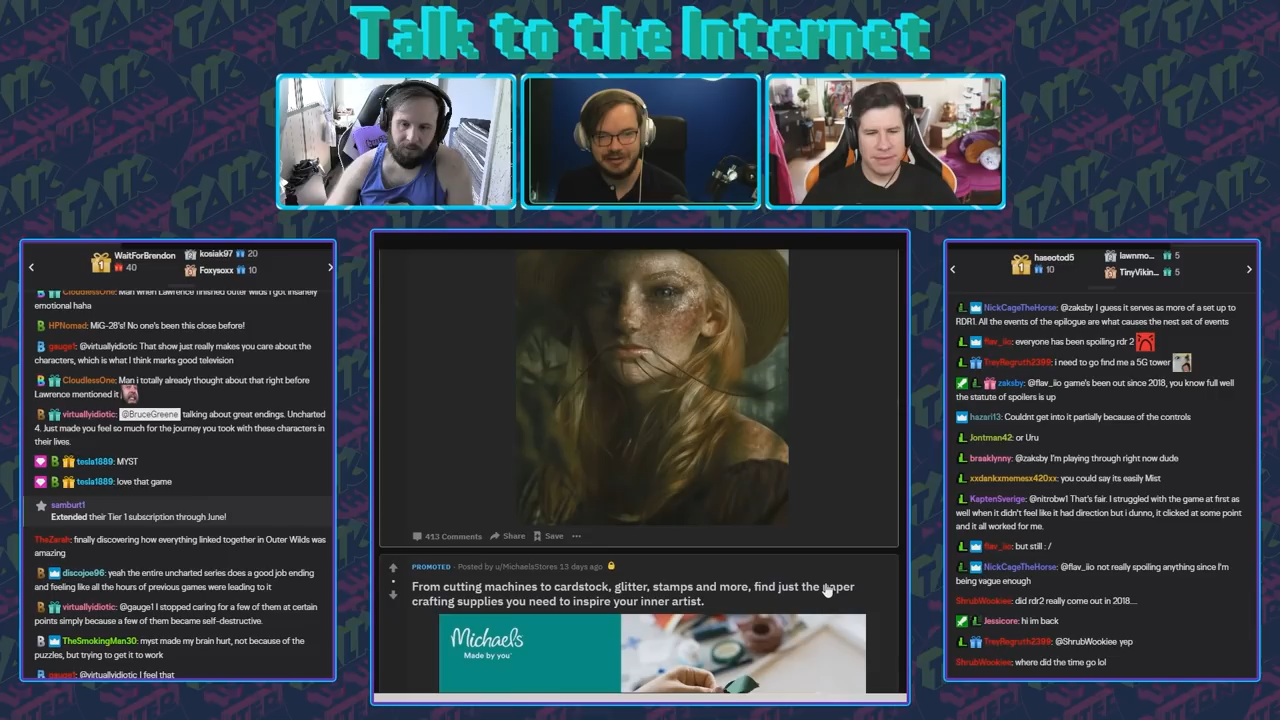 Talk to the Internet
WaitForBrendon
40
kosiak97 20
Foxysoxx 10
CloudlessOne: Man when Lawrence finished outer wilds I got insanely
emotional haha
HPNomad: MiG-28's! No one's been this close before!
gauge1: @virtuallyidiotic That show just really makes you care about the
characters, which is what I think marks good television
CloudlessOne: Man i totally already thought about that right before
Lawrence mentioned it
virtuallyidiotic: @BruceGreene talking about great endings. Uncharted
4. Just made you feel so much for the journey you took with these characters in
their lives.
tesla1889: MYST
tesla1889: love that game
samburt1
Extended their Tier 1 subscription through June!
TheZarah: finally discovering how everything linked together in Outer Wilds was
amazing
discojoe96: yeah the entire uncharted series does a good job ending
and feeling like all the hours of previous games were leading to it
virtuallyidiotic: @gauge1 I stopped caring for a few of them at certain
points simply because a few of them became self-destructive.
TheSmokingMan30: myst made my brain hurt, not because of the
puzzles, but trying to get it to work
gauge1: @virtuallyidiotic I feel that
413 Comments Share Save
PROMOTED · Posted by u/MichaelsStores 13 days ago
From cutting machines to cardstock, glitter, stamps and more, find just the paper
crafting supplies you need to inspire your inner artist.
Michaels
Made by you
haseotod5
10
lawnmo... 5
TinyVikin... 5
NickCageTheHorse: @zaksby I guess it serves as more of a set up to
RDR1. All the events of the epilogue are what causes the nest set of events
flav_iio: everyone has been spoiling rdr 2
TreyRegruth2399: i need to go find me a 5G tower
zaksby: @flav_iio game's been out since 2018, you know full well
the statute of spoilers is up
hazari13: Couldnt get into it partially because of the controls
Jontman42: or Uru
braaklynny: @zaksby I'm playing through right now dude
xxdankxmemesx420xx: you could say its easily Mist
KaptenSverige: @nitrobw1 That's fair. I struggled with the game at first as
well when it didn't feel like it had direction but i dunno, it clicked at some point
and it all worked for me.
flav_iio: but still : /
NickCageTheHorse: @flav_iio not really spoiling anything since I'm
being vague enough
ShrubWookiee: did rdr2 really come out in 2018....
Jessicore: hi im back
TreyRegruth2399: @ShrubWookiee yep
ShrubWookiee: where did the time go lol